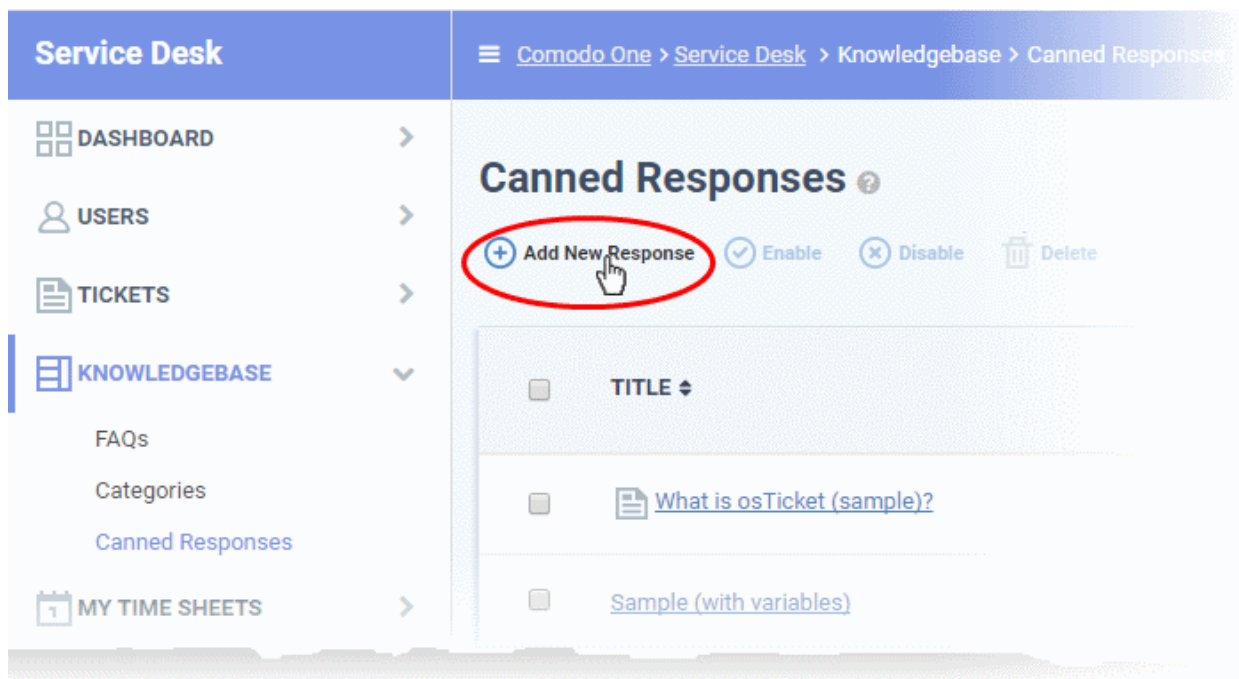 Service Desk
Comodo One > Service Desk > Knowledgebase > Canned Responses
DASHBOARD
USERS
TICKETS
KNOWLEDGEBASE
FAQs
Categories
Canned Responses
MY TIME SHEETS
Canned Responses
Add New Response Enable Disable Delete
TITLE
What is osTicket (sample)?
Sample (with variables)